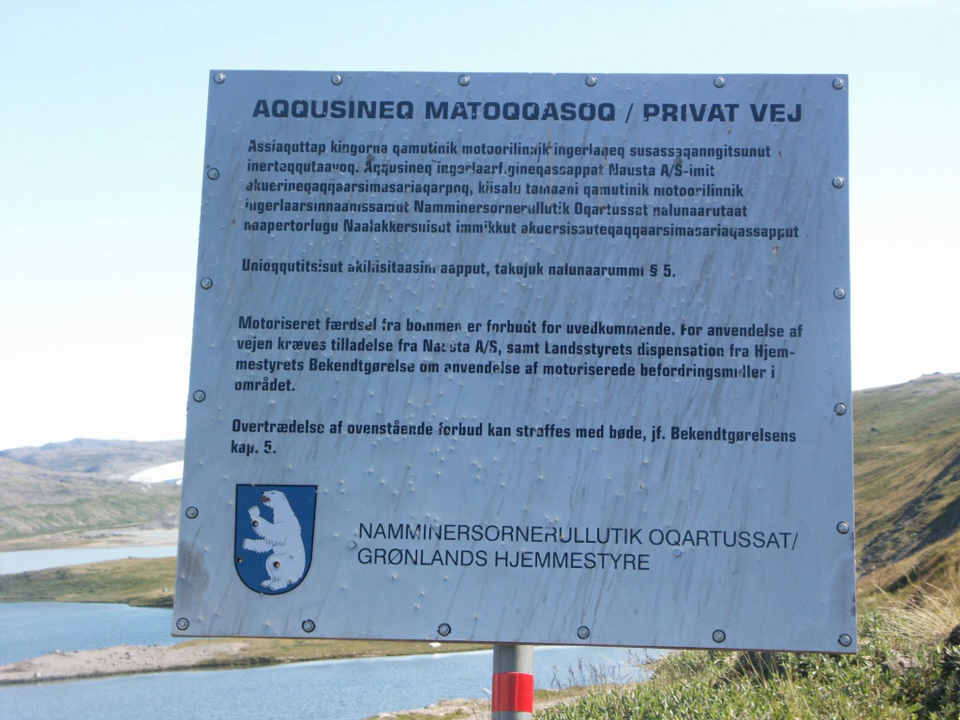 AQQUSINEQ MATOQQASOQ / PRIVAT VEJ
Assiaquttap kingorna qamutinik motoorilinnik ingerlaneq susassaqanngitsunut
inerteqqutaavoq. Aqqusineq ingerlaarfigineqassappat Nausta A/S-imit
akuerineqaqqaarsimasariaqarpoq, kiisalu tamaani qamutinik motoorilinnik
ingerlaarsinnaanissamut Namminersornerullutik Oqartussat nalunaarutaat
naapertorlugu Naalakkersuisut immikkut akuersissuteqaqqaarsimasariaqassapput
Unioqqutitsisut takujuk nalunaarummi § 5.
Motoriseret færdsel fra bommen er forbudt for uvedkommende. For anvendelse af
vejen kræves tilladelse fra Nausta A/S, samt Landsstyrets dispensation fra Hjem-
mestyrets Bekendtgørelse om anvendelse af motoriserede befordringsmidler i
området.
Overtrædelse af ovenstående forbud kan straffes med bøde, jf. Bekendtgørelsens
kap. 5.
NAMMINERSORNERULLUTIK OQARTUSSAT/
GRØNLANDS HJEMMESTYRE